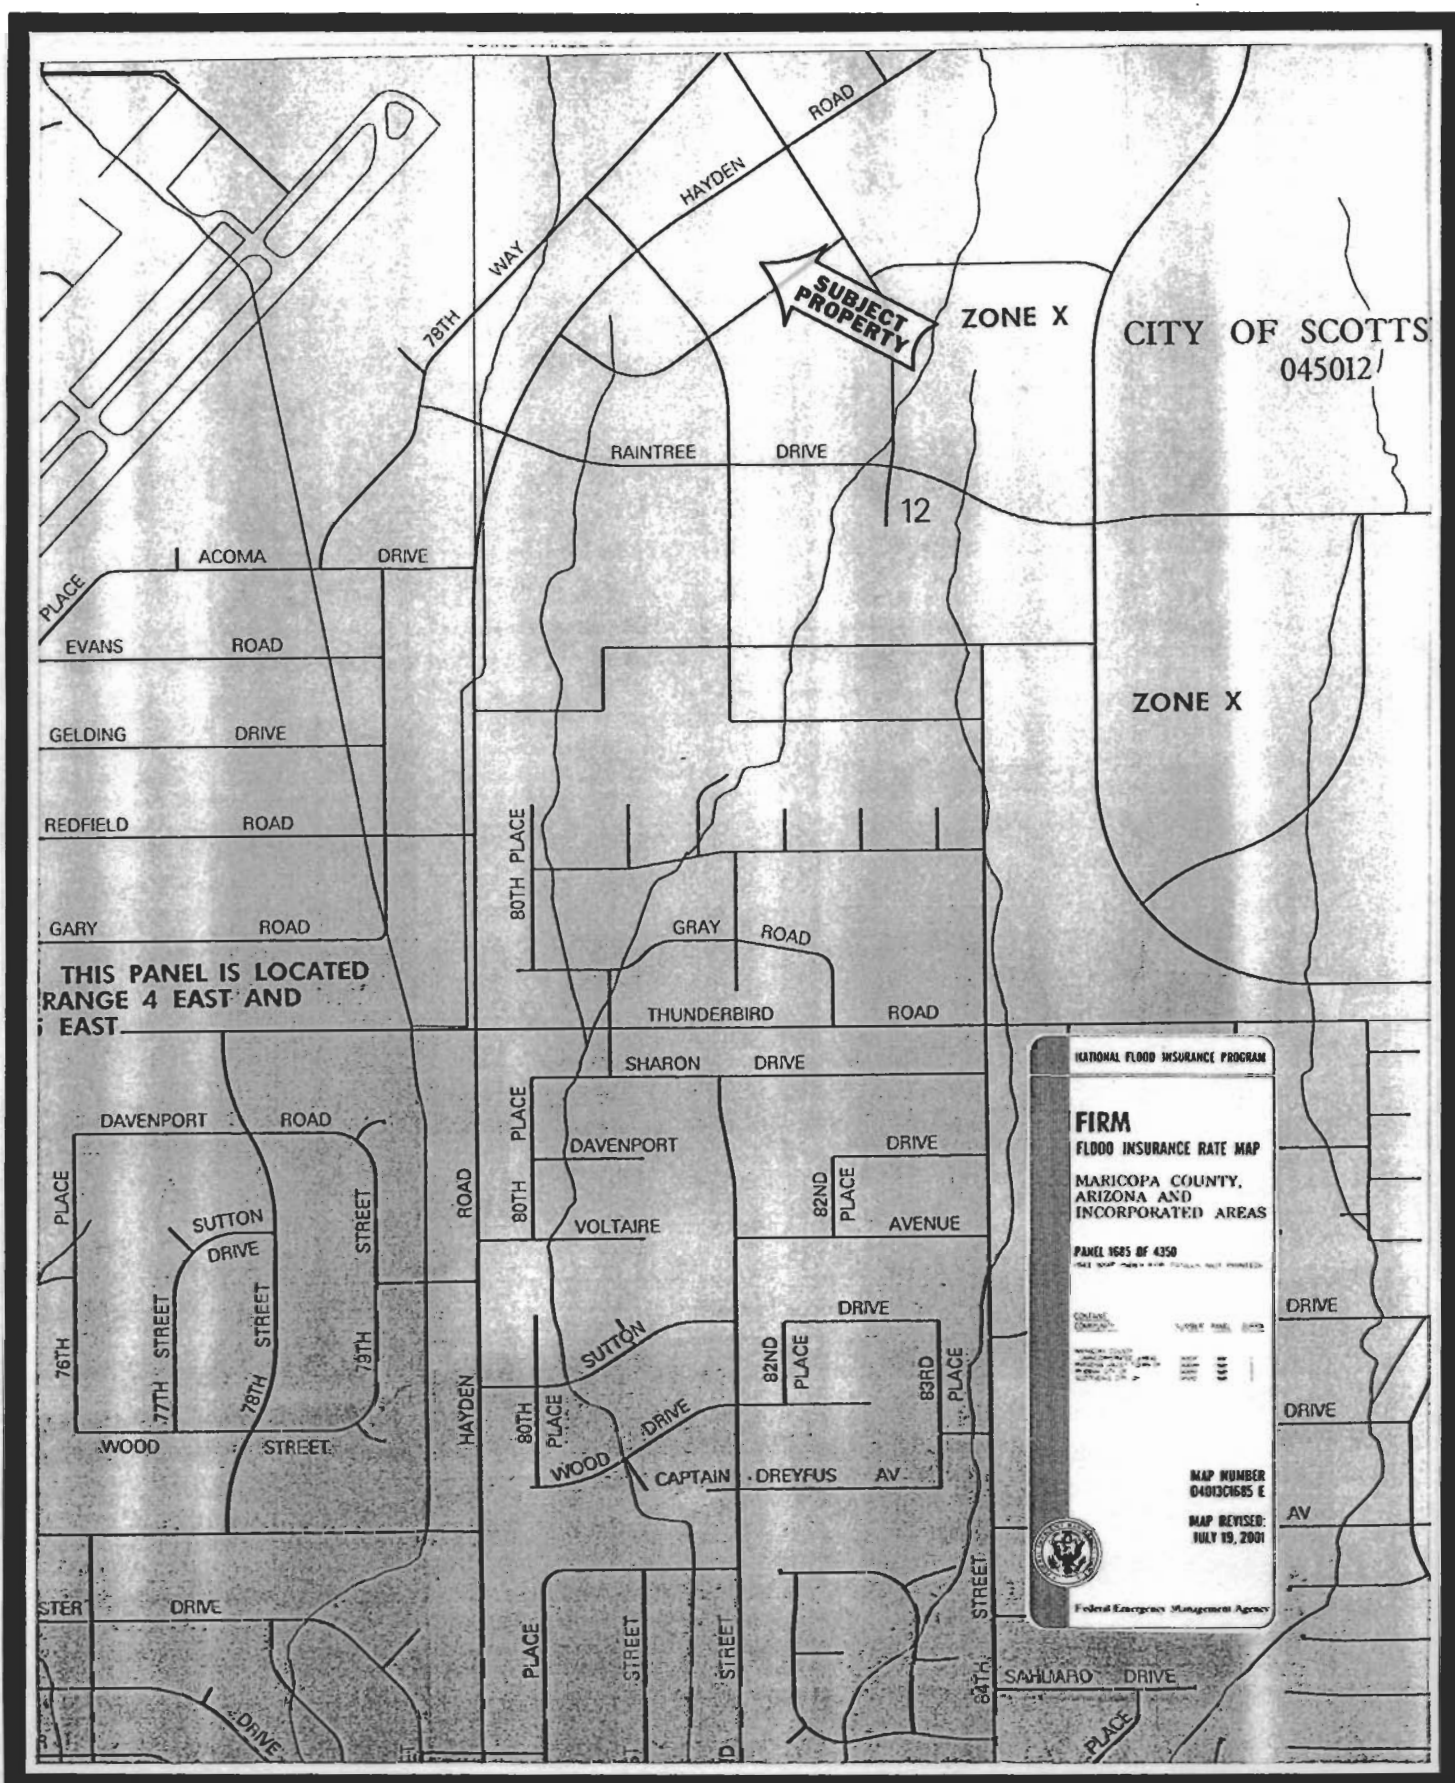 ROAD
HAYDEN
WAY
78TH
SUBJECT
PROPERTY
ZONE X
CITY OF SCOTTS
045012
RAINTREE DRIVE
12
ACOMA DRIVE
PLACE
EVANS ROAD
ZONE X
GELDING DRIVE
REDFIELD ROAD
80TH PLACE
GARY ROAD
GRAY ROAD
THIS PANEL IS LOCATED
RANGE 4 EAST AND
EAST
THUNDERBIRD ROAD
SHARON DRIVE
NATIONAL FLOOD INSURANCE PROGRAM
FIRM
FLOOD INSURANCE RATE MAP
MARICOPA COUNTY,
ARIZONA AND
INCORPORATED AREAS
PANEL 1685 OF 4350
MAP NUMBER
04013C1685 E
MAP REVISED:
JULY 19, 2001
Federal Emergency Management Agency
DAVENPORT ROAD
80TH PLACE
DAVENPORT DRIVE
76TH PLACE
SUTTON
DRIVE
79TH STREET
HAYDEN ROAD
82ND
PLACE
VOLTAIRE AVENUE
77TH STREET
78TH STREET
DRIVE
SUTTON
82ND
PLACE
83RD
PLACE
DRIVE
WOOD STREET
80TH
PLACE
WOOD DRIVE
CAPTAIN DREYFUS AV
DRIVE
AV
STER DRIVE
84TH STREET
PLACE
STREET
STREET
SAHUARO DRIVE
DRIVE
PLACE